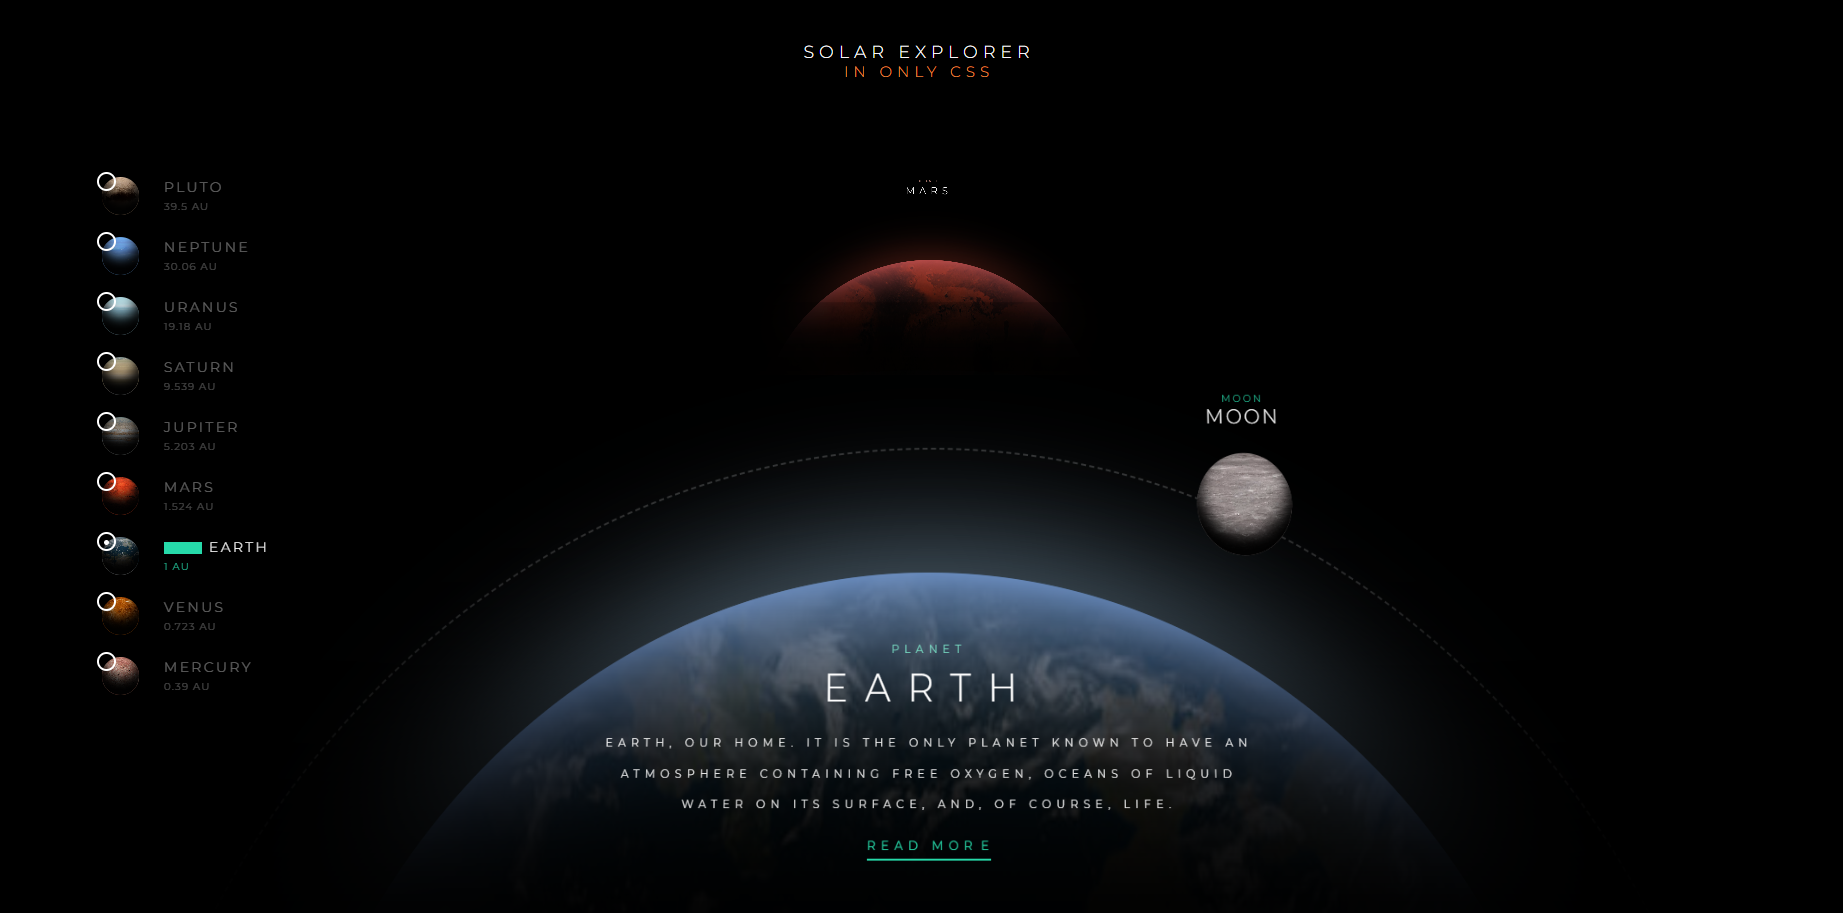 SOLAR EXPLORER
IN ONLY CSS
PLUTO
39.5 AU
NEPTUNE
30.06 AU
URANUS
19.18 AU
SATURN
9.539 AU
JUPITER
5.203 AU
MARS
1.524 AU
EARTH
1 AU
VENUS
0.723 AU
MERCURY
0.39 AU
MARS
MOON
MOON
PLANET
EARTH
EARTH, OUR HOME. IT IS THE ONLY PLANET KNOWN TO HAVE AN
ATMOSPHERE CONTAINING FREE OXYGEN, OCEANS OF LIQUID
WATER ON ITS SURFACE, AND, OF COURSE, LIFE.
READ MORE